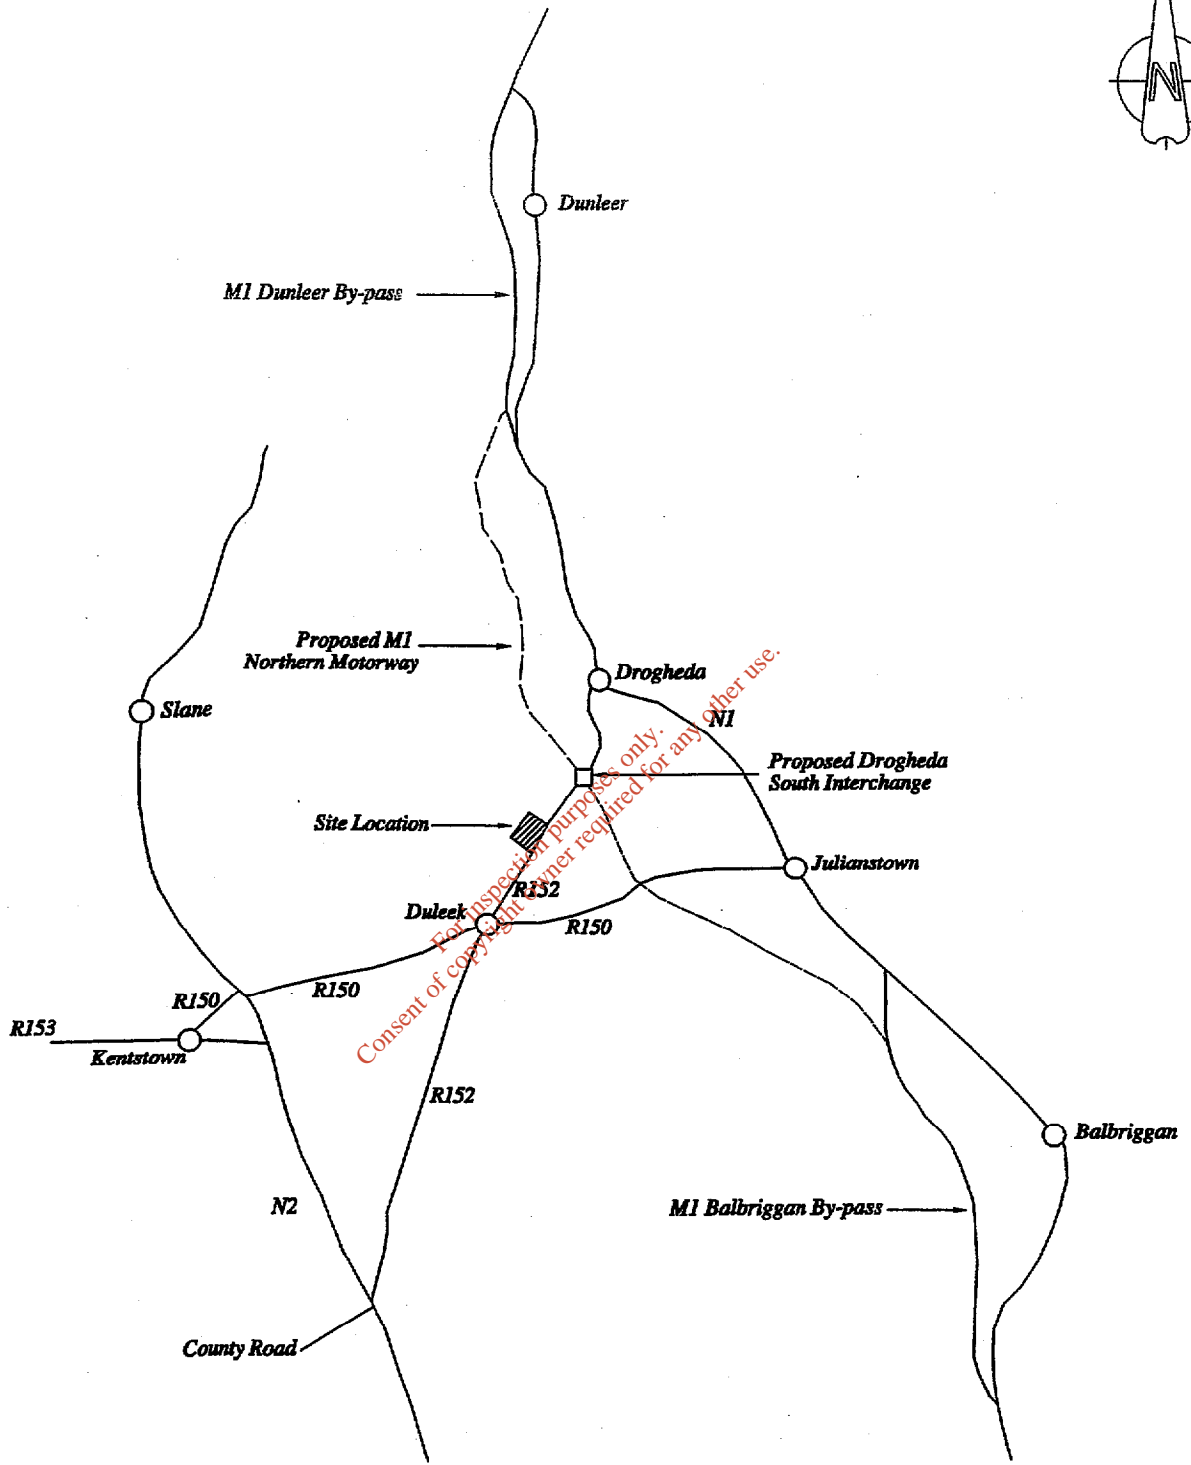 N
Dunleer
M1 Dunleer By-pass
Proposed M1
Northern Motorway
Drogheda
N1
Slane
Proposed Drogheda
South Interchange
Site Location
Julianstown
R152
Duleek
R150
R150
R150
R153
Kentstown
R152
Balbriggan
N2
M1 Balbriggan By-pass
County Road
For inspection purposes only.
Consent of copyright owner required for any other use.